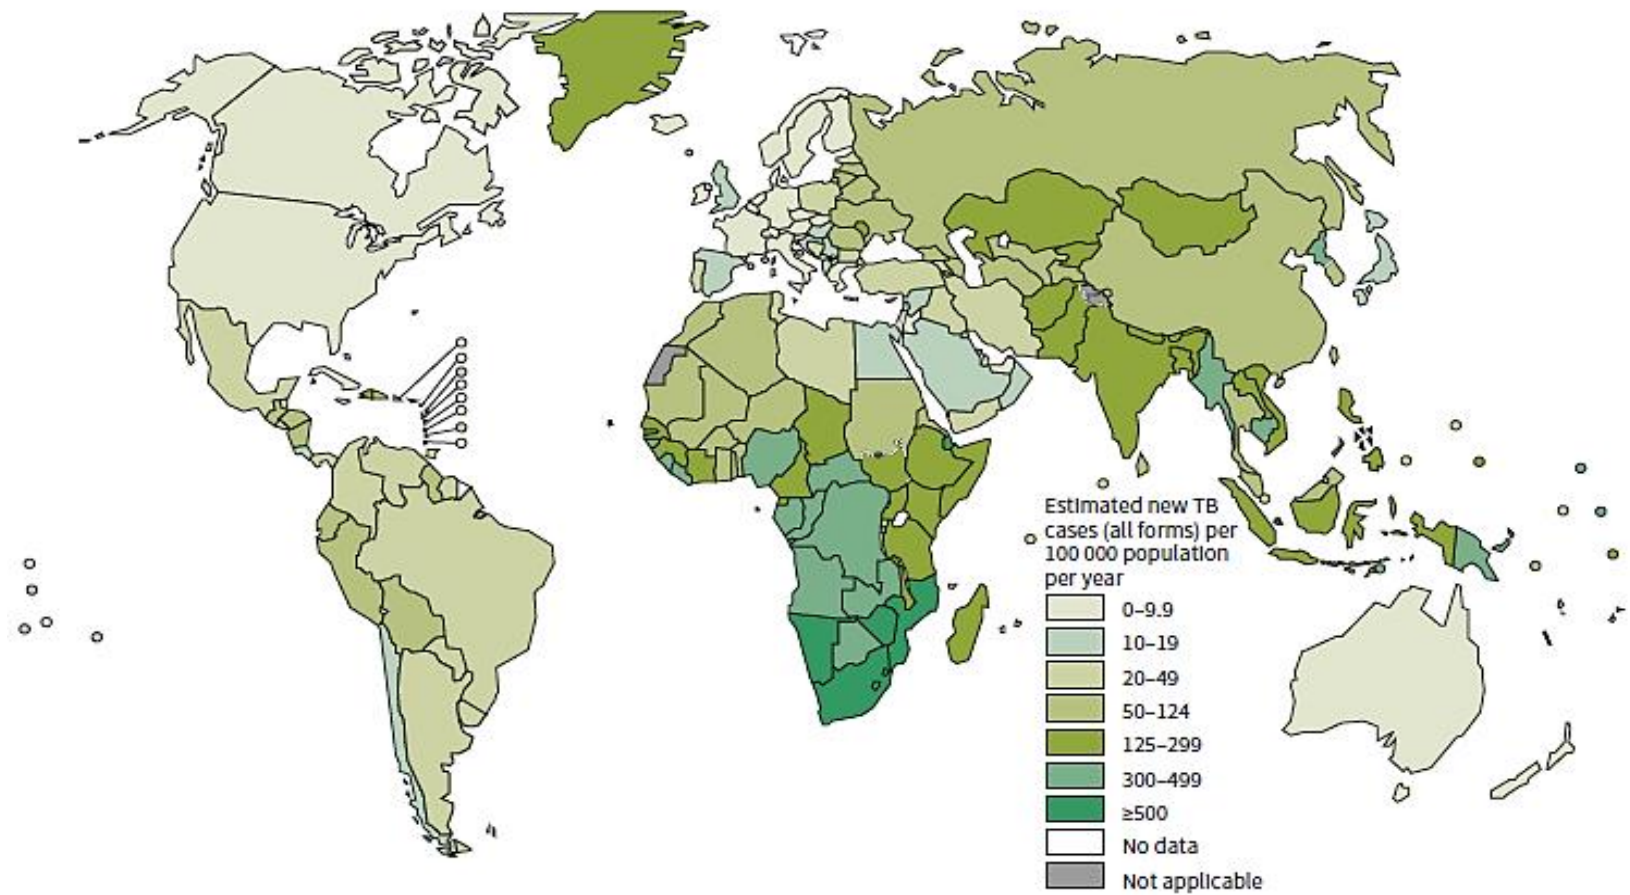 Estimated new TB
cases (all forms) per
100 000 population
per year
0–9.9
10–19
20–49
50–124
125–299
300–499
≥500
No data
Not applicable